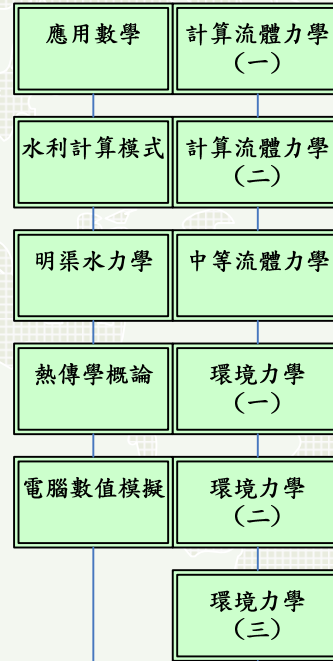 應用數學
計算流體力學
(一)
水利計算模式
計算流體力學
(二)
明渠水力學
中等流體力學
熱傳學概論
環境力學
(一)
電腦數值模擬
環境力學
(二)
環境力學
(三)